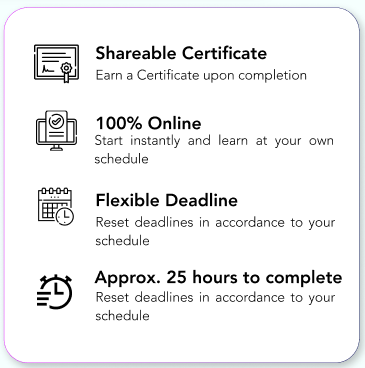 Shareable Certificate
Earn a Certificate upon completion
100% Online
Start instantly and learn at your own
schedule
Flexible Deadline
Reset deadlines in accordance to your
schedule
Approx. 25 hours to complete
Reset deadlines in accordance to your
schedule